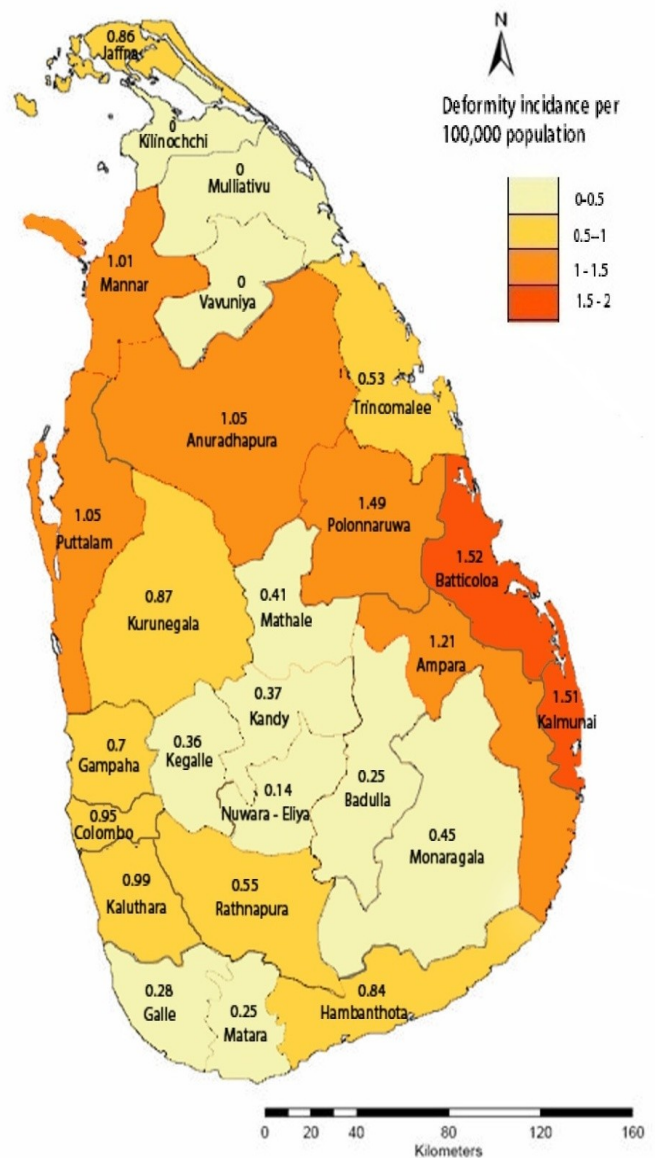 N
Deformity incidence per
100,000 population
0-0.5
0.5--1
1 - 1.5
1.5 - 2
0.86
Jaffna
0
Kilinochchi
0
Mulliativu
1.01
Mannar
0
Vavuniya
0.53
Trincomalee
1.05
Anuradhapura
1.49
Polonnaruwa
1.05
Puttalam
1.52
Batticoloa
0.87
Kurunegala
0.41
Mathale
1.21
Ampara
0.37
Kandy
1.51
Kalmunai
0.7
Gampaha
0.36
Kegalle
0.14
Nuwara - Eliya
0.25
Badulla
0.45
Monaragala
0.95
Colombo
0.99
Kaluthara
0.55
Rathnapura
0.28
Galle
0.25
Matara
0.84
Hambanthota
0 20 40 80 120 160
Kilometers